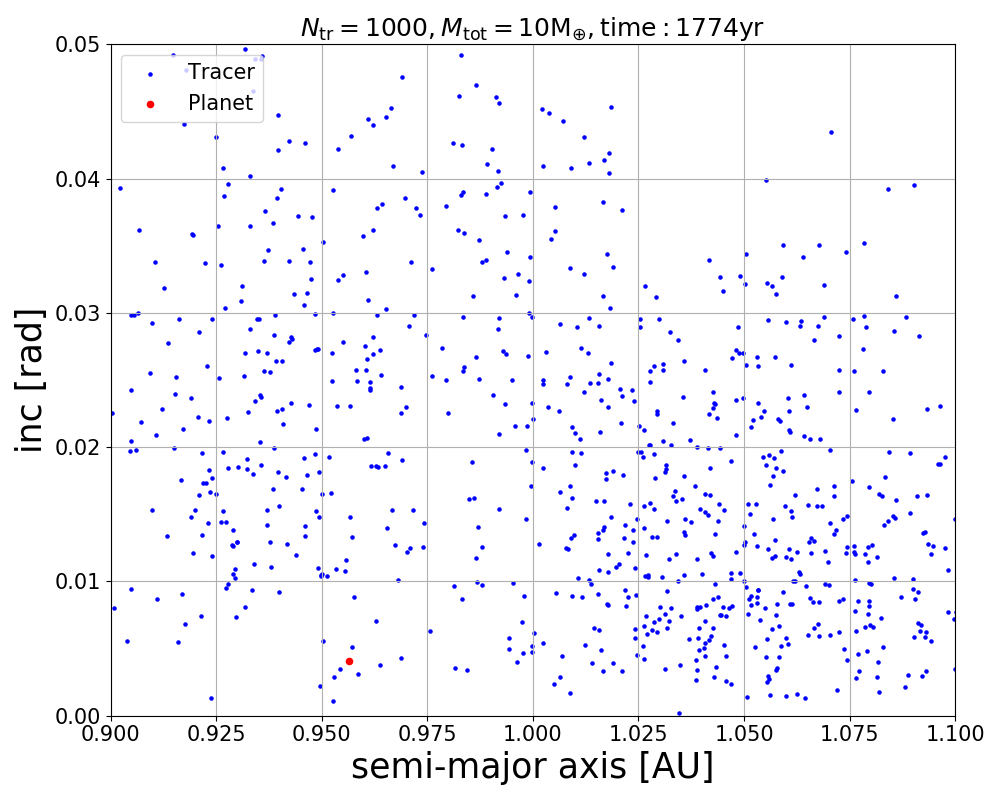 N_tr = 1000, M_tot = 10M_⊕, time : 1774yr
Tracer
Planet
inc [rad]
0.05
0.04
0.03
0.02
0.01
0.00
0.900 0.925 0.950 0.975 1.000 1.025 1.050 1.075 1.100
semi-major axis [AU]